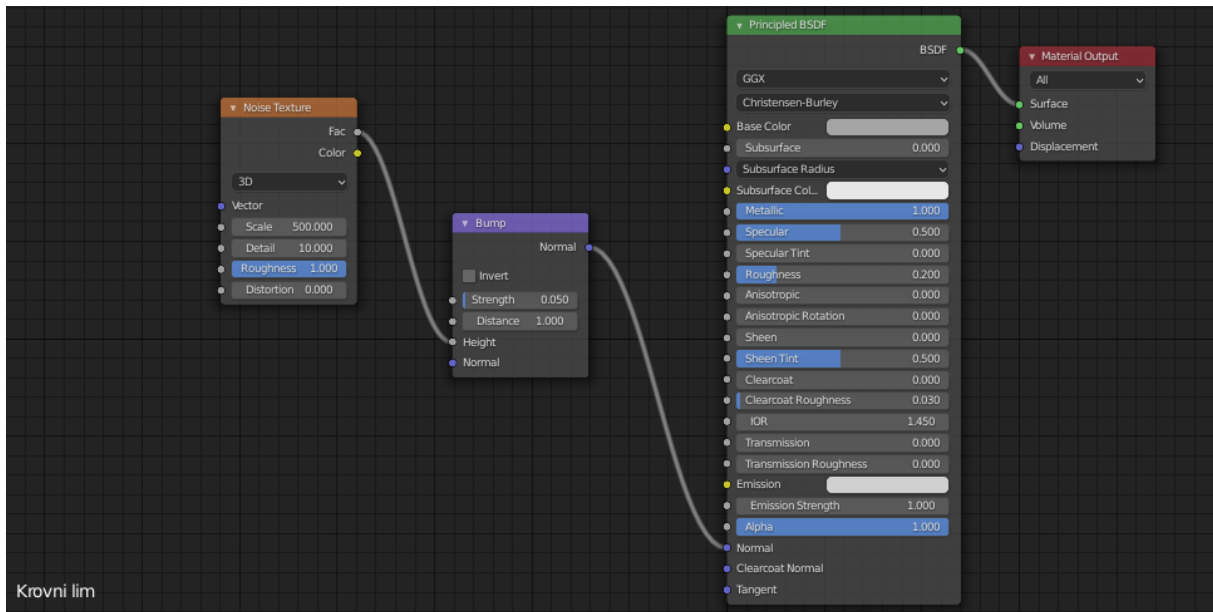 Noise Texture
Fac
Color
3D
Vector
Scale 500.000
Detail 10.000
Roughness 1.000
Distortion 0.000
Bump
Normal
Invert
Strength 0.050
Distance 1.000
Height
Normal
Principled BSDF
BSDF
GGX
Christensen-Burley
Base Color
Subsurface 0.000
Subsurface Radius
Subsurface Col...
Metallic 1.000
Specular 0.500
Specular Tint 0.000
Roughness 0.200
Anisotropic 0.000
Anisotropic Rotation 0.000
Sheen 0.000
Sheen Tint 0.500
Clearcoat 0.000
Clearcoat Roughness 0.030
IOR 1.450
Transmission 0.000
Transmission Roughness 0.000
Emission
Emission Strength 1.000
Alpha 1.000
Normal
Clearcoat Normal
Tangent
Material Output
All
Surface
Volume
Displacement
Krovni lim